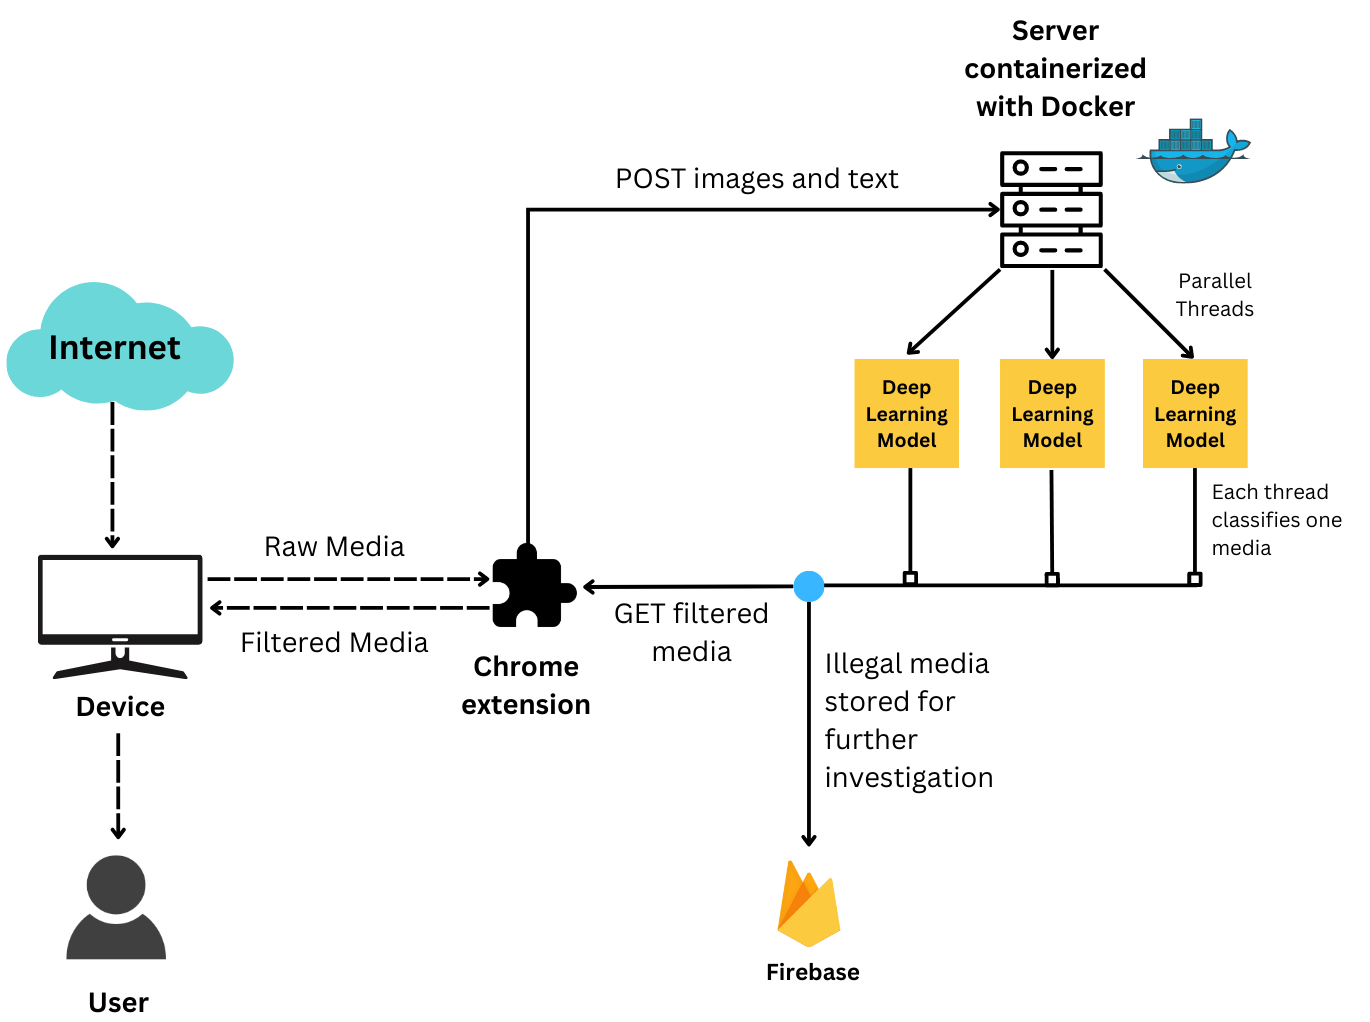 Server
containerized
with Docker
POST images and text
Parallel
Threads
Internet
Deep
Learning
Model
Deep
Learning
Model
Deep
Learning
Model
Each thread
classifies one
media
Raw Media
Filtered Media
GET filtered
media
Chrome
extension
Device
Illegal media
stored for
further
investigation
Firebase
User